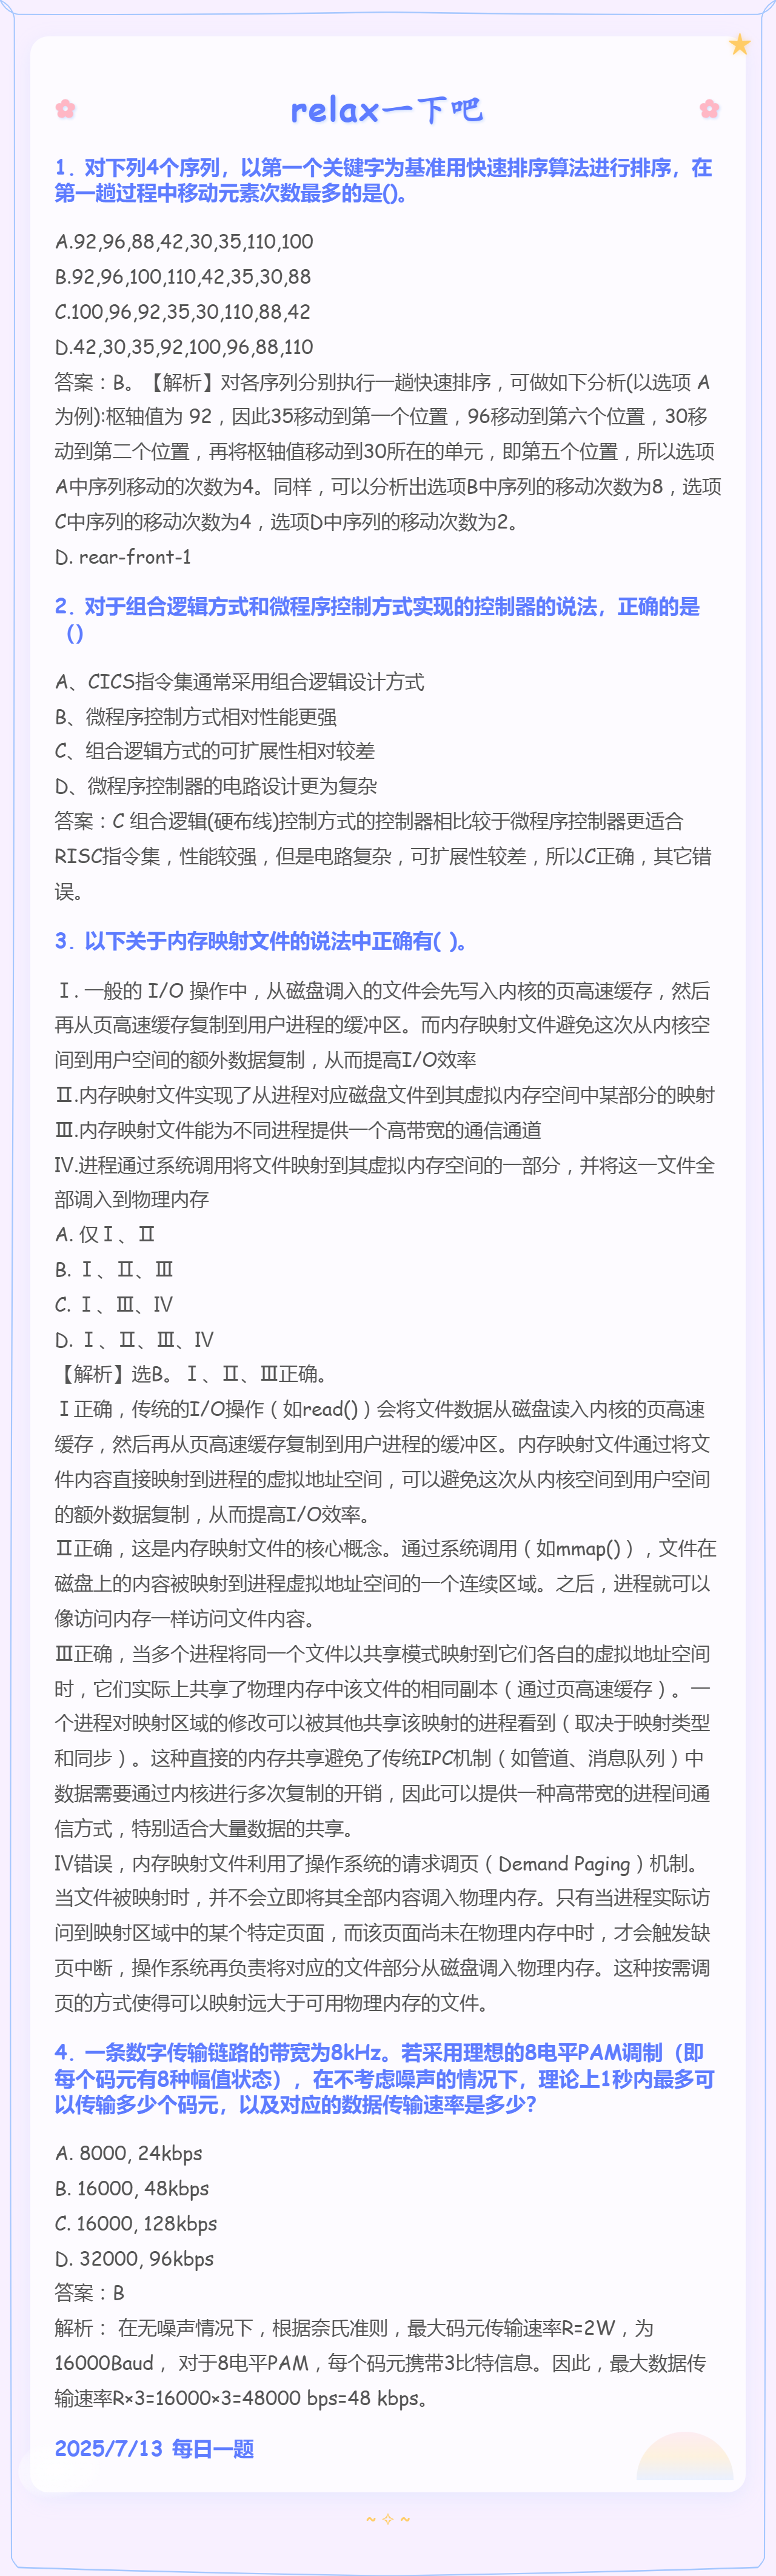 relax一下吧
1. 对下列4个序列，以第一个关键字为基准用快速排序算法进行排序，在
第一趟过程中移动元素次数最多的是()。
A.92,96,88,42,30,35,110,100
B.92,96,100,110,42,35,30,88
C.100,96,92,35,30,110,88,42
D.42,30,35,92,100,96,88,110
答案：B。【解析】对各序列分别执行一趟快速排序，可做如下分析(以选项 A
为例):枢轴值为 92，因此35移动到第一个位置，96移动到第六个位置，30移
动到第二个位置，再将枢轴值移动到30所在的单元，即第五个位置，所以选项
A中序列移动的次数为4。同样，可以分析出选项B中序列的移动次数为8，选项
C中序列的移动次数为4，选项D中序列的移动次数为2。
D. rear-front-1
2. 对于组合逻辑方式和微程序控制方式实现的控制器的说法，正确的是
（）
A、CICS指令集通常采用组合逻辑设计方式
B、微程序控制方式相对性能更强
C、组合逻辑方式的可扩展性相对较差
D、微程序控制器的电路设计更为复杂
答案：C 组合逻辑(硬布线)控制方式的控制器相比较于微程序控制器更适合
RISC指令集，性能较强，但是电路复杂，可扩展性较差，所以C正确，其它错
误。
3. 以下关于内存映射文件的说法中正确有( )。
Ⅰ. 一般的 I/O 操作中，从磁盘调入的文件会先写入内核的页高速缓存，然后
再从页高速缓存复制到用户进程的缓冲区。而内存映射文件避免这次从内核空
间到用户空间的额外数据复制，从而提高I/O效率
Ⅱ.内存映射文件实现了从进程对应磁盘文件到其虚拟内存空间中某部分的映射
Ⅲ.内存映射文件能为不同进程提供一个高带宽的通信通道
Ⅳ.进程通过系统调用将文件映射到其虚拟内存空间的一部分，并将这一文件全
部调入到物理内存
A. 仅Ⅰ、Ⅱ
B. Ⅰ、Ⅱ、Ⅲ
C. Ⅰ、Ⅲ、Ⅳ
D. Ⅰ、Ⅱ、Ⅲ、Ⅳ
【解析】选B。Ⅰ、Ⅱ、Ⅲ正确。
Ⅰ正确，传统的I/O操作（如read()）会将文件数据从磁盘读入内核的页高速
缓存，然后再从页高速缓存复制到用户进程的缓冲区。内存映射文件通过将文
件内容直接映射到进程的虚拟地址空间，可以避免这次从内核空间到用户空间
的额外数据复制，从而提高I/O效率。
Ⅱ正确，这是内存映射文件的核心概念。通过系统调用（如mmap()），文件在
磁盘上的内容被映射到进程虚拟地址空间的一个连续区域。之后，进程就可以
像访问内存一样访问文件内容。
Ⅲ正确，当多个进程将同一个文件以共享模式映射到它们各自的虚拟地址空间
时，它们实际上共享了物理内存中该文件的相同副本（通过页高速缓存）。一
个进程对映射区域的修改可以被其他共享该映射的进程看到（取决于映射类型
和同步）。这种直接的内存共享避免了传统IPC机制（如管道、消息队列）中
数据需要通过内核进行多次复制的开销，因此可以提供一种高带宽的进程间通
信方式，特别适合大量数据的共享。
Ⅳ错误，内存映射文件利用了操作系统的请求调页（Demand Paging）机制。
当文件被映射时，并不会立即将其全部内容调入物理内存。只有当进程实际访
问到映射区域中的某个特定页面，而该页面尚未在物理内存中时，才会触发缺
页中断，操作系统再负责将对应的文件部分从磁盘调入物理内存。这种按需调
页的方式使得可以映射远大于可用物理内存的文件。
4. 一条数字传输链路的带宽为8kHz。若采用理想的8电平PAM调制（即
每个码元有8种幅值状态），在不考虑噪声的情况下，理论上1秒内最多可
以传输多少个码元，以及对应的数据传输速率是多少？
A. 8000, 24kbps
B. 16000, 48kbps
C. 16000, 128kbps
D. 32000, 96kbps
答案：B
解析： 在无噪声情况下，根据奈氏准则，最大码元传输速率R=2W，为
16000Baud ， 对于8电平PAM，每个码元携带3比特信息。因此，最大数据传
输速率R×3=16000×3=48000 bps=48 kbps。
2025/7/13 每日一题